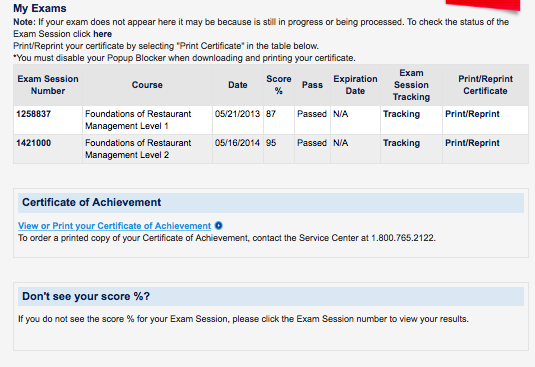 My Exams
Note: If your exam does not appear here it may be because is still in progress or being processed. To check the status of the
Exam Session click here
Print/Reprint your certificate by selecting "Print Certificate" in the table below.
*You must disable your Popup Blocker when downloading and printing your certificate.
Exam Session Number Course Date Score % Pass Expiration Date Exam Session Tracking Print/Reprint Certificate
1258837 Foundations of Restaurant Management Level 1 05/21/2013 87 Passed N/A Tracking Print/Reprint
1421000 Foundations of Restaurant Management Level 2 05/16/2014 95 Passed N/A Tracking Print/Reprint
Certificate of Achievement
View or Print your Certificate of Achievement
To order a printed copy of your Certificate of Achievement, contact the Service Center at 1.800.765.2122.
Don't see your score %?
If you do not see the score % for your Exam Session, please click the Exam Session number to view your results.